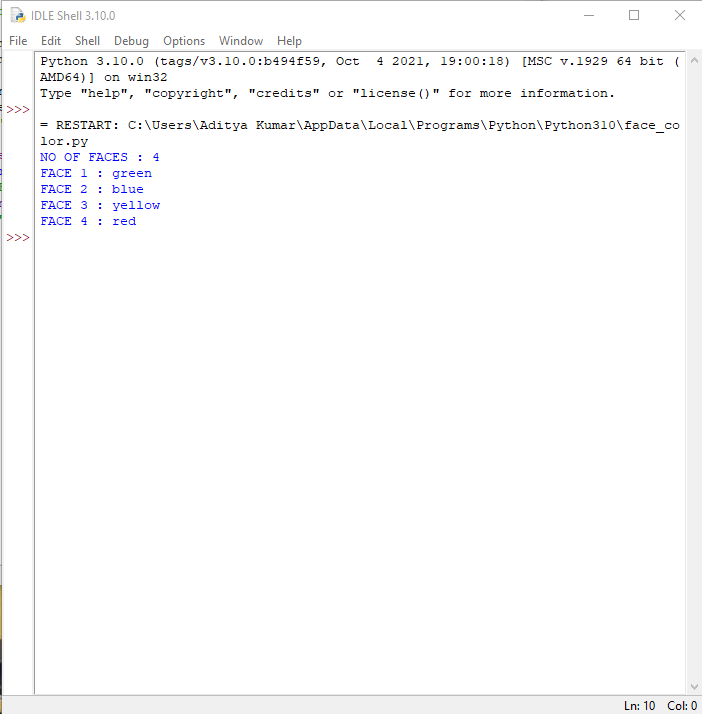 IDLE Shell 3.10.0
File Edit Shell Debug Options Window Help
Python 3.10.0 (tags/v3.10.0:b494f59, Oct  4 2021, 19:00:18) [MSC v.1929 64 bit (
AMD64)] on win32
Type "help", "copyright", "credits" or "license()" for more information.
>>>
= RESTART: C:\Users\Aditya Kumar\AppData\Local\Programs\Python\Python310\face_co
lor.py
NO OF FACES : 4
FACE 1 : green
FACE 2 : blue
FACE 3 : yellow
FACE 4 : red
>>>
Ln: 10 Col: 0